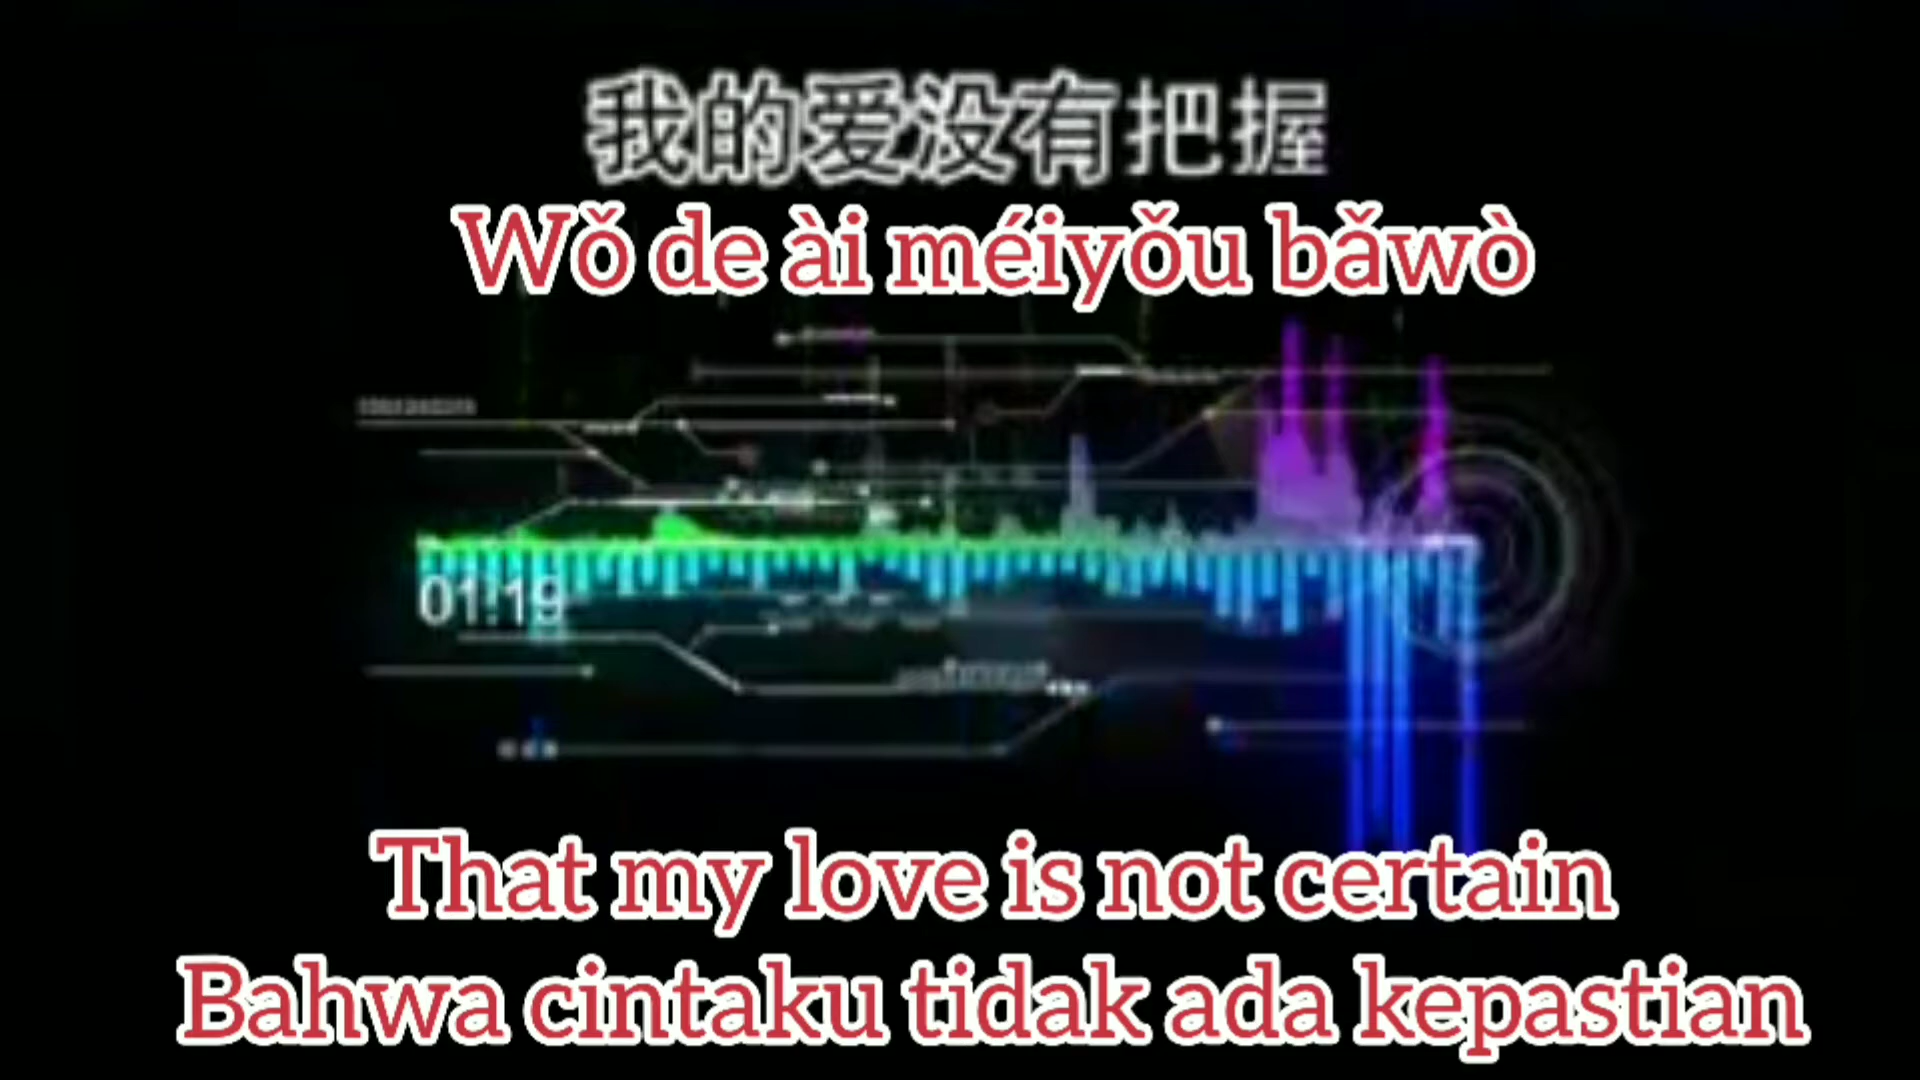 我的爱没有把握
Wǒ de ài méiyǒu bǎwò
01:19
That my love is not certain
Bahwa cintaku tidak ada kepastian